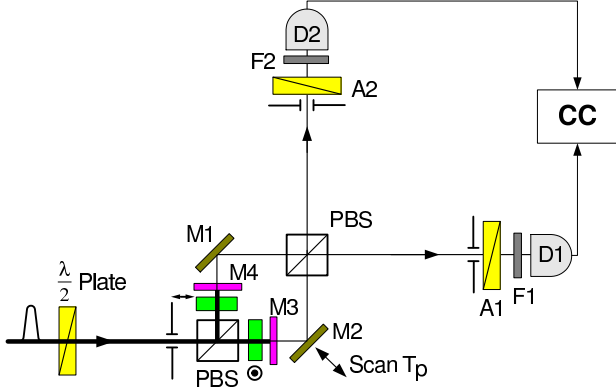 D2
F2
A2
CC
M1
PBS
D1
M4
λ/2 Plate
M3
F1
A1
M2
PBS
Scan Tp